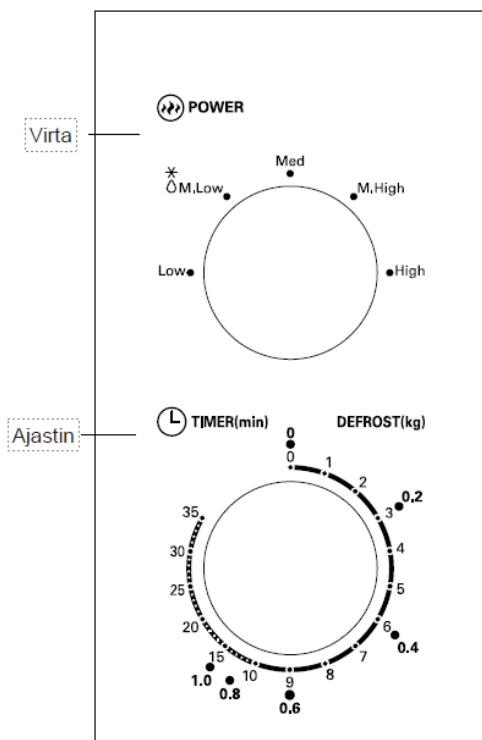 POWER
Virta
Med
M.Low
M.High
Low
High
Ajastin
TIMER(min)
DEFROST(kg)
0
0
1
2
3
0.2
4
5
6
0.4
7
8
9
0.6
10
0.8
15
1.0
20
25
30
35